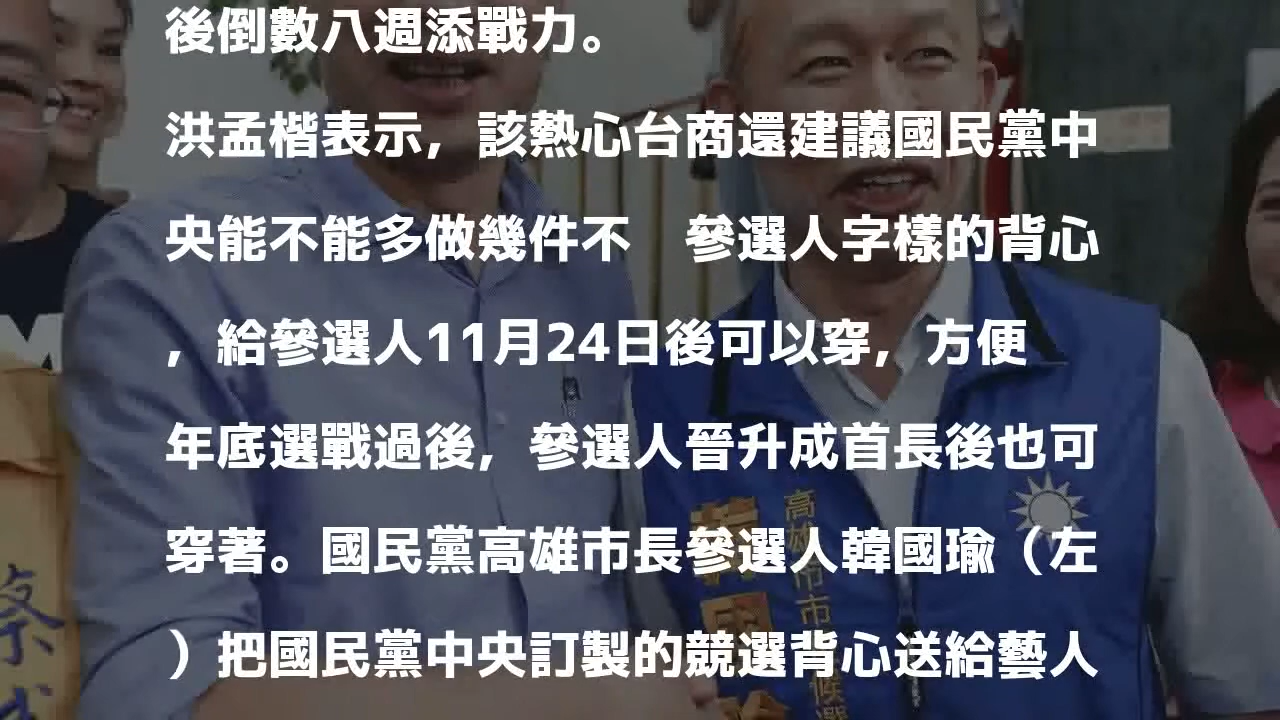 後倒數八週添戰力。
洪孟楷表示，該熱心台商還建議國民黨中
央能不能多做幾件不　參選人字樣的背心
，給參選人11月24日後可以穿，方便
年底選戰過後，參選人晉升成首長後也可
穿著。國民黨高雄市長參選人韓國瑜（左
）把國民黨中央訂製的競選背心送給藝人